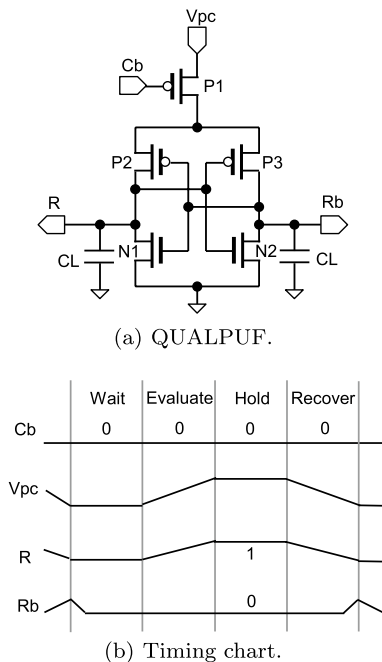 Vpc
Cb
P1
P2
P3
R
Rb
N1
N2
CL
CL
(a) QUALPUF.
Wait Evaluate Hold Recover
Cb 0 0 0 0
Vpc
R 1
Rb 0
(b) Timing chart.